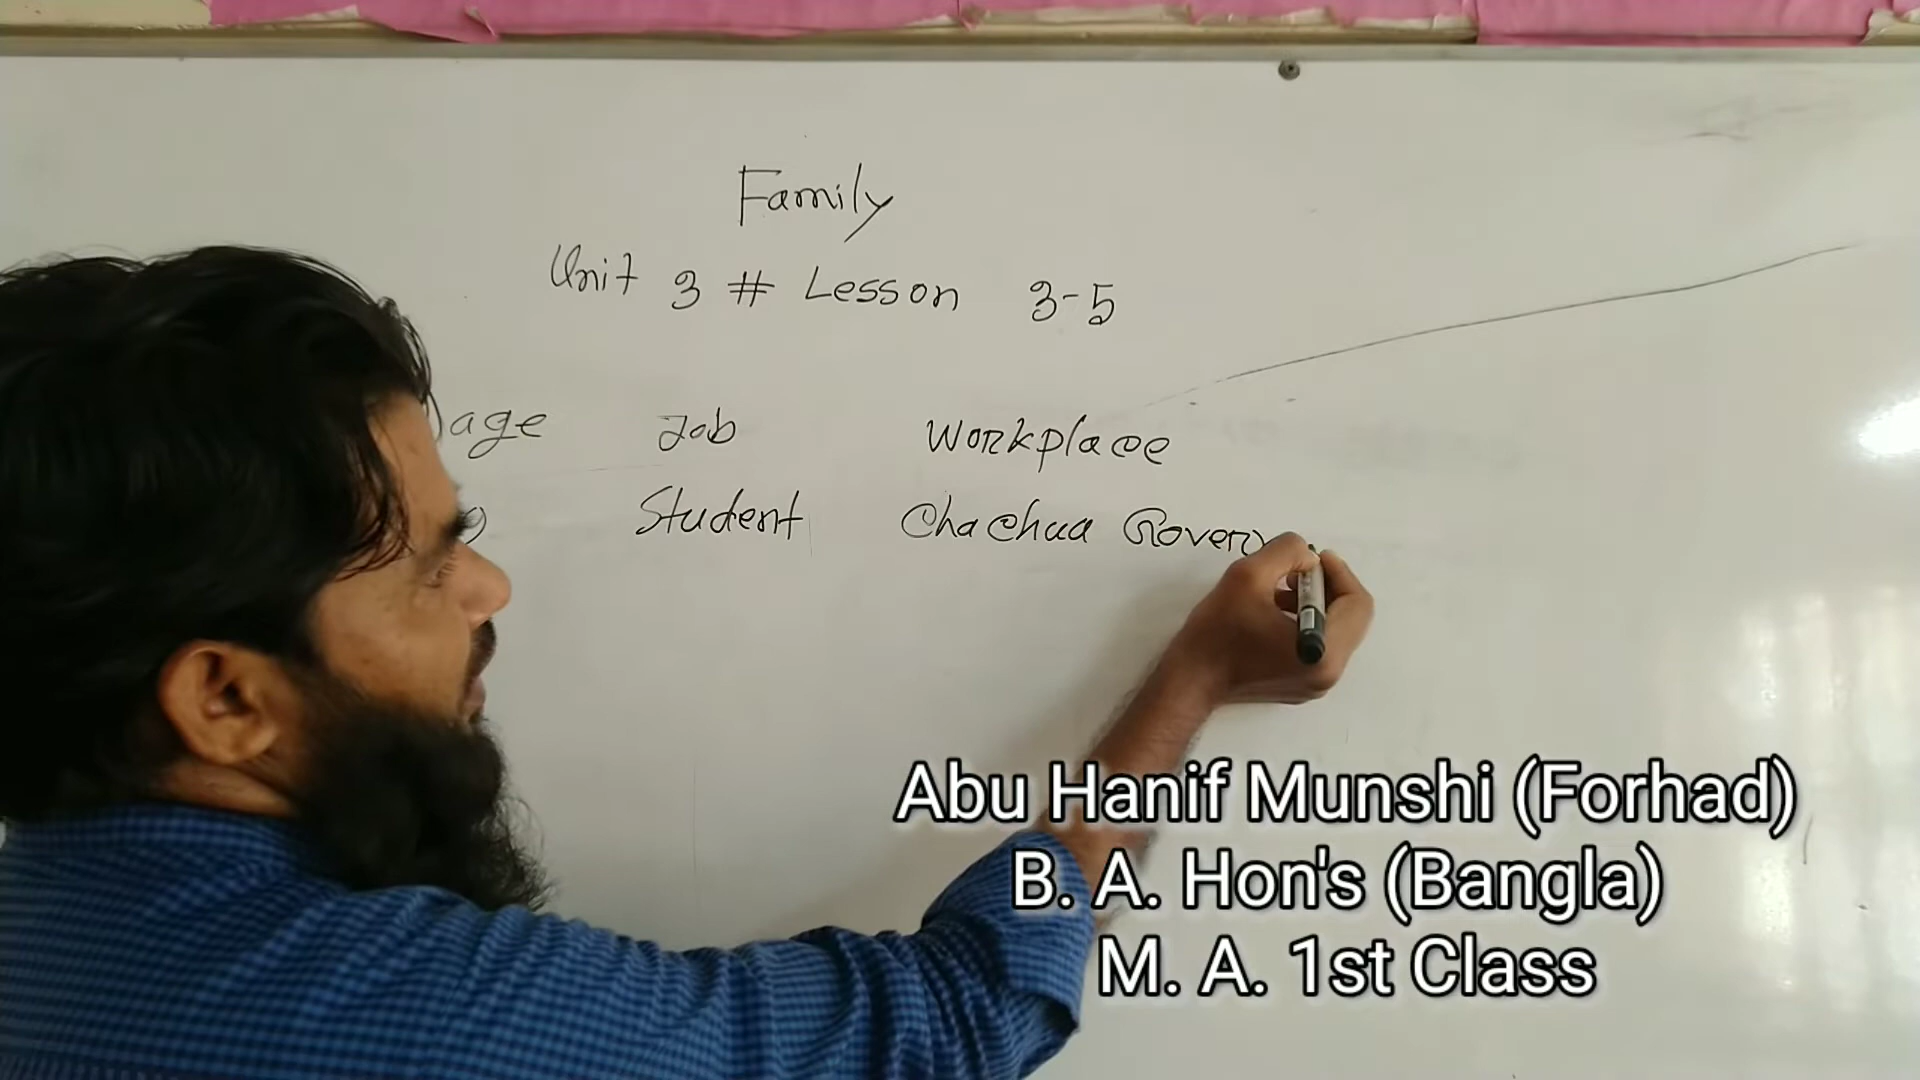 Family
Unit 3 # Lesson 3-5
age Job Workplace
Student Chachua Govern
Abu Hanif Munshi (Forhad)
B. A. Hon's (Bangla)
M. A. 1st Class